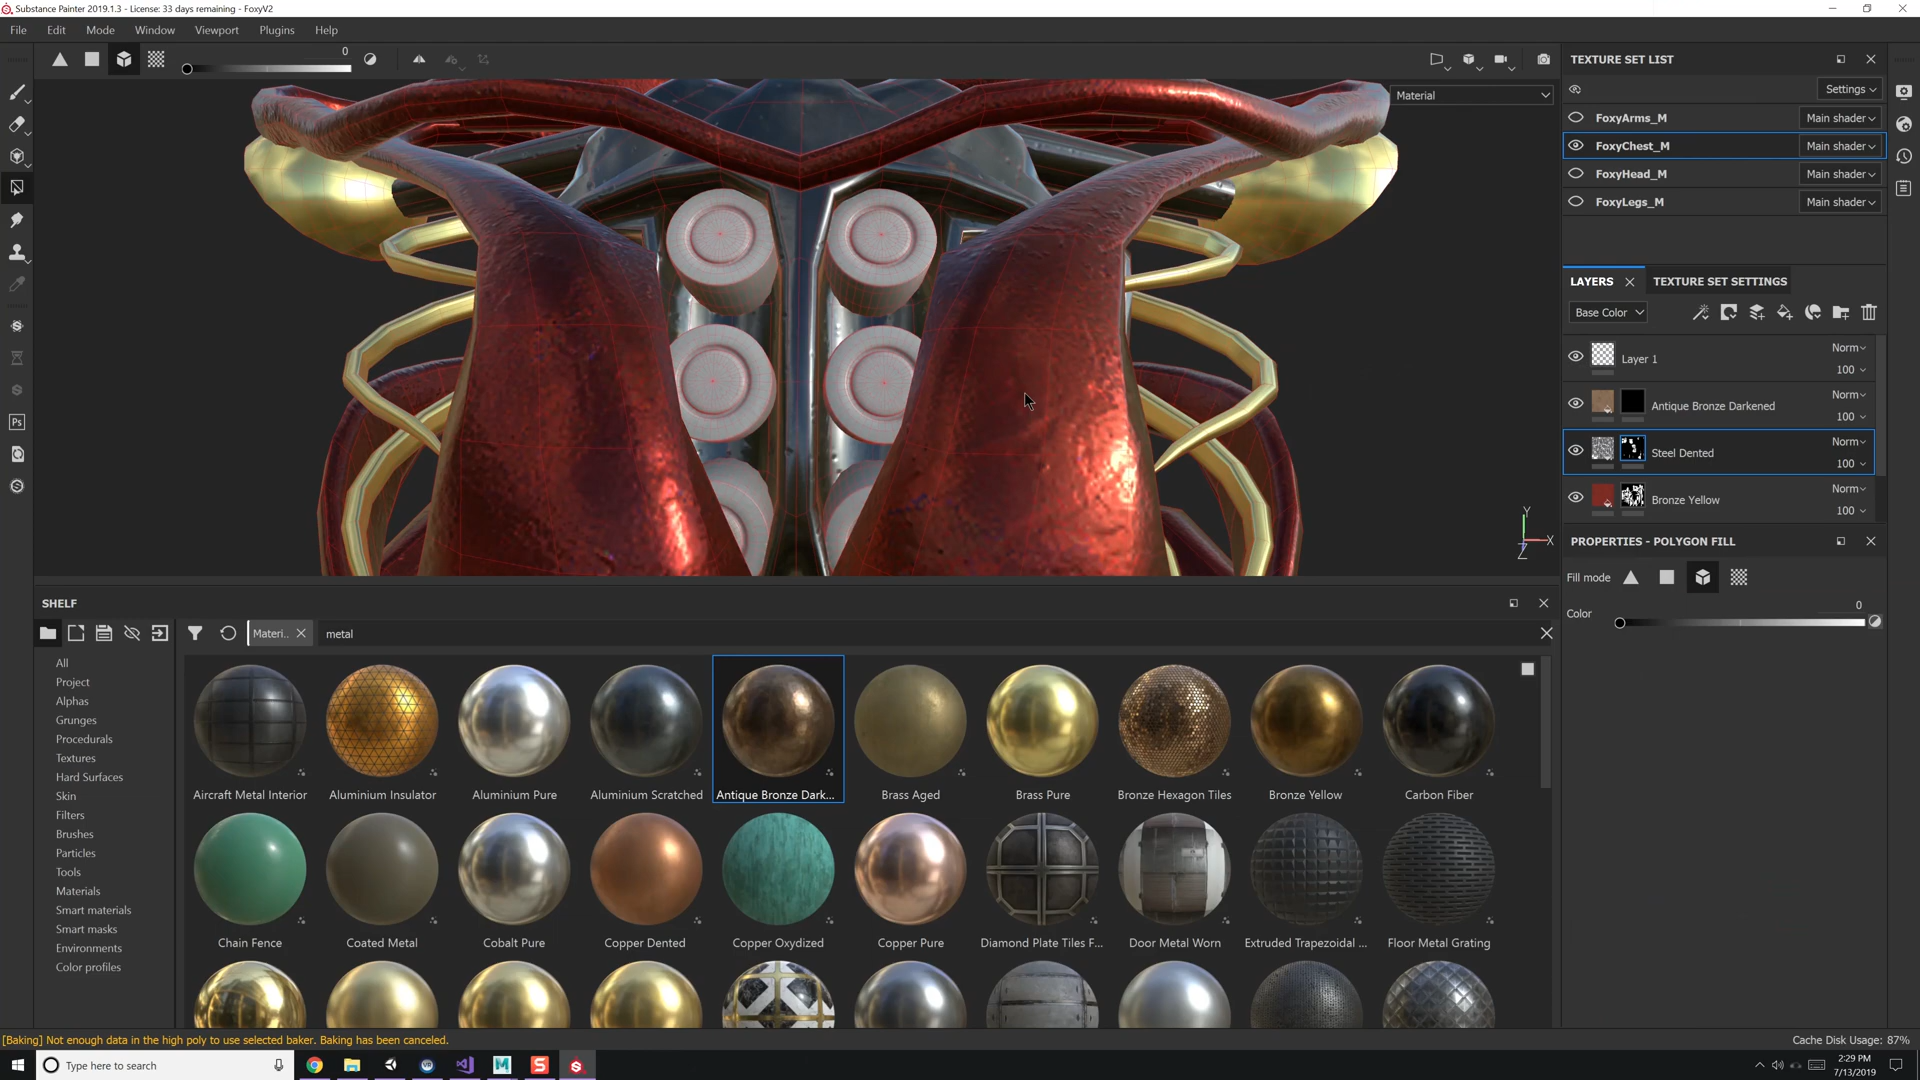 Substance Painter 2019.1.3 - License: 33 days remaining - FoxyV2
File Edit Mode Window Viewport Plugins Help
0
Material
TEXTURE SET LIST
Settings
FoxyArms_M Main shader
FoxyChest_M Main shader
FoxyHead_M Main shader
FoxyLegs_M Main shader
LAYERS TEXTURE SET SETTINGS
Base Color
Layer 1 Norm 100
Antique Bronze Darkened Norm 100
Steel Dented Norm 100
Bronze Yellow Norm 100
Y
X
Z
PROPERTIES - POLYGON FILL
Fill mode
Color 0
SHELF
Materi.. metal
All
Project
Alphas
Grunges
Procedurals
Textures
Hard Surfaces
Skin
Filters
Brushes
Particles
Tools
Materials
Smart materials
Smart masks
Environments
Color profiles
Aircraft Metal Interior Aluminium Insulator Aluminium Pure Aluminium Scratched Antique Bronze Dark... Brass Aged Brass Pure Bronze Hexagon Tiles Bronze Yellow Carbon Fiber
Chain Fence Coated Metal Cobalt Pure Copper Dented Copper Oxydized Copper Pure Diamond Plate Tiles F... Door Metal Worn Extruded Trapezoidal ... Floor Metal Grating
[Baking] Not enough data in the high poly to use selected baker. Baking has been canceled.
Cache Disk Usage: 87%
Type here to search
Ps
VR
M
S
2:29 PM
7/13/2019